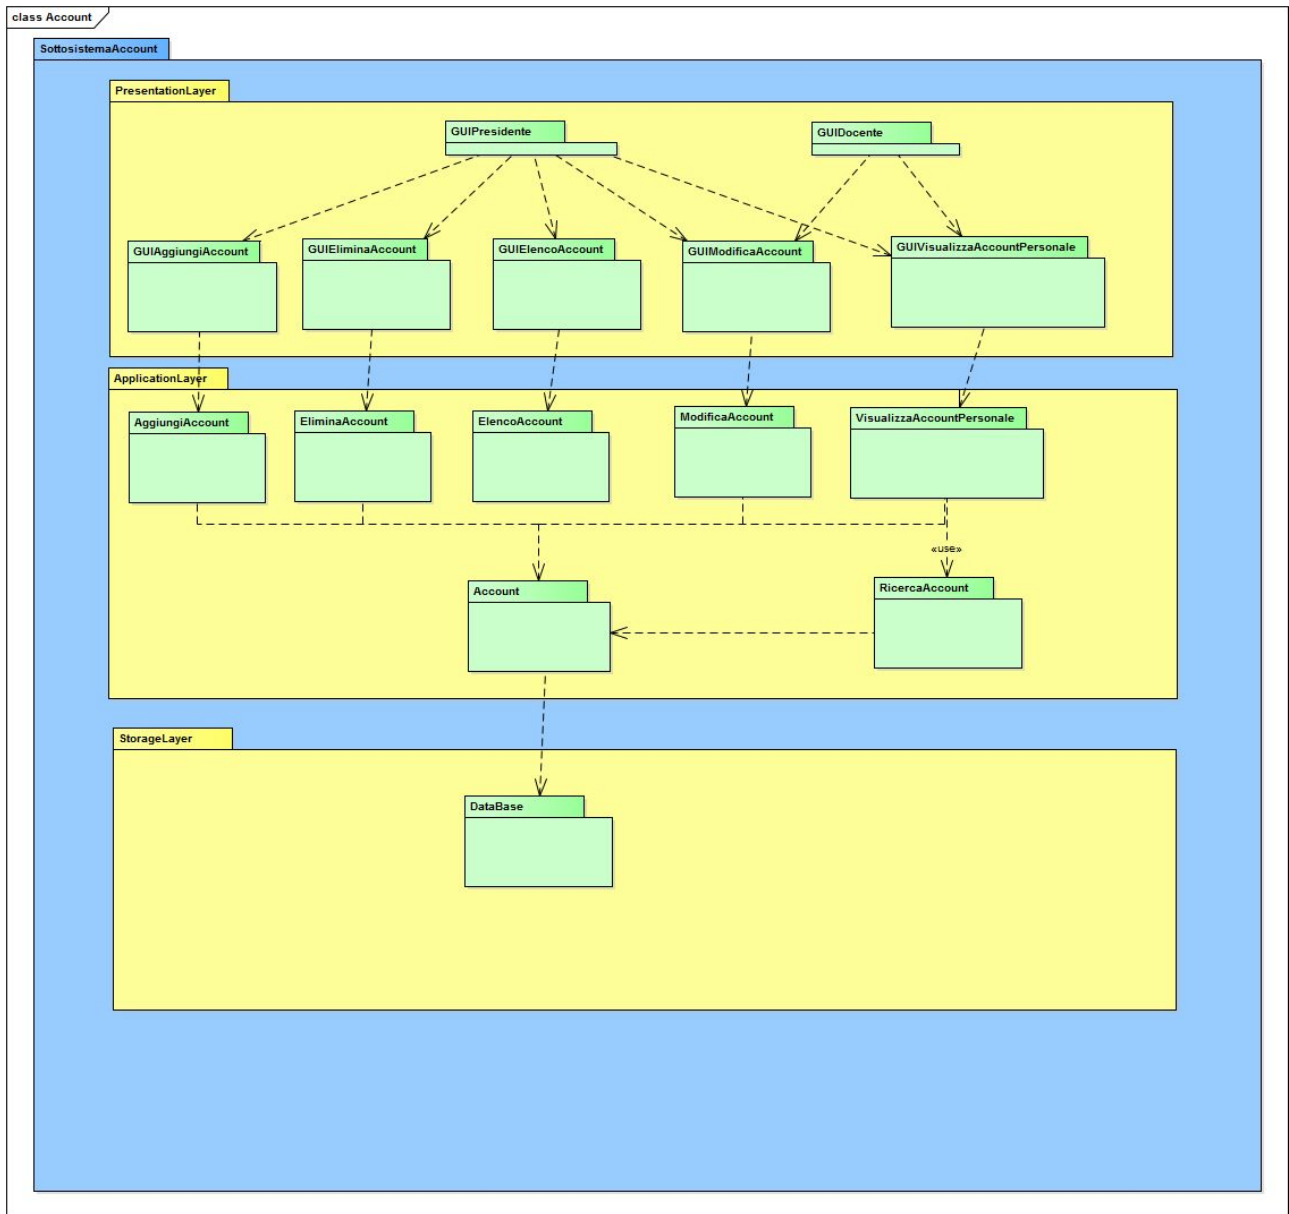 class Account
SottosistemaAccount
PresentationLayer
GUIPresidente
GUIDocente
GUIAggiungiAccount
GUIEliminaAccount
GUIElencoAccount
GUIModificaAccount
GUIVisualizzaAccountPersonale
ApplicationLayer
AggiungiAccount
EliminaAccount
ElencoAccount
ModificaAccount
VisualizzaAccountPersonale
«use»
Account
RicercaAccount
StorageLayer
DataBase